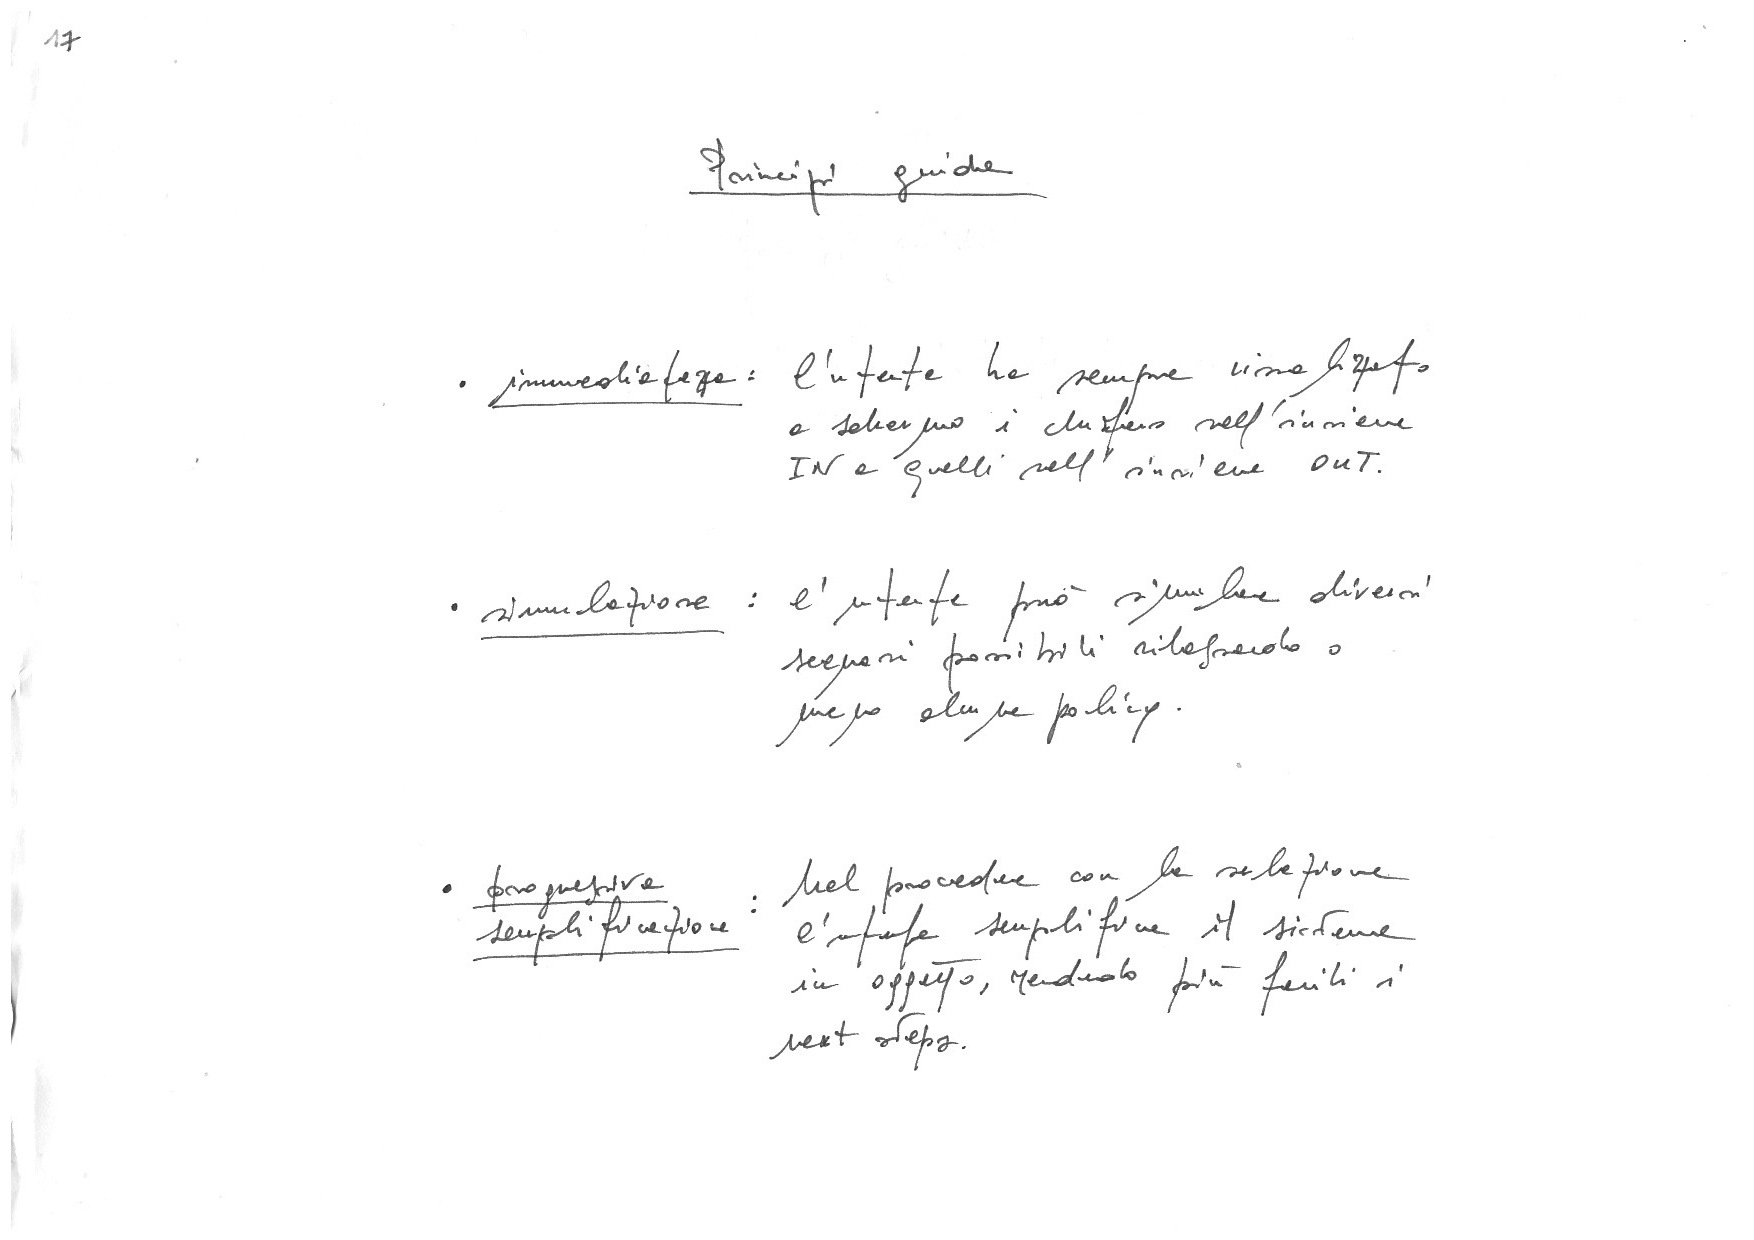 17
Principi guida
• immediatezza : l'utente ha sempre visualizzato
a schermo i cluster nell'insieme
IN e quelli nell'insieme OUT.
• simulazione : l'utente può simulare diversi
scenari possibili rilassando o
meno alcune policy.
• progressiva
semplificazione : Nel procedere con la selezione
l'utente semplifica il sistema
in oggetto, rendendo più facili i
next steps.